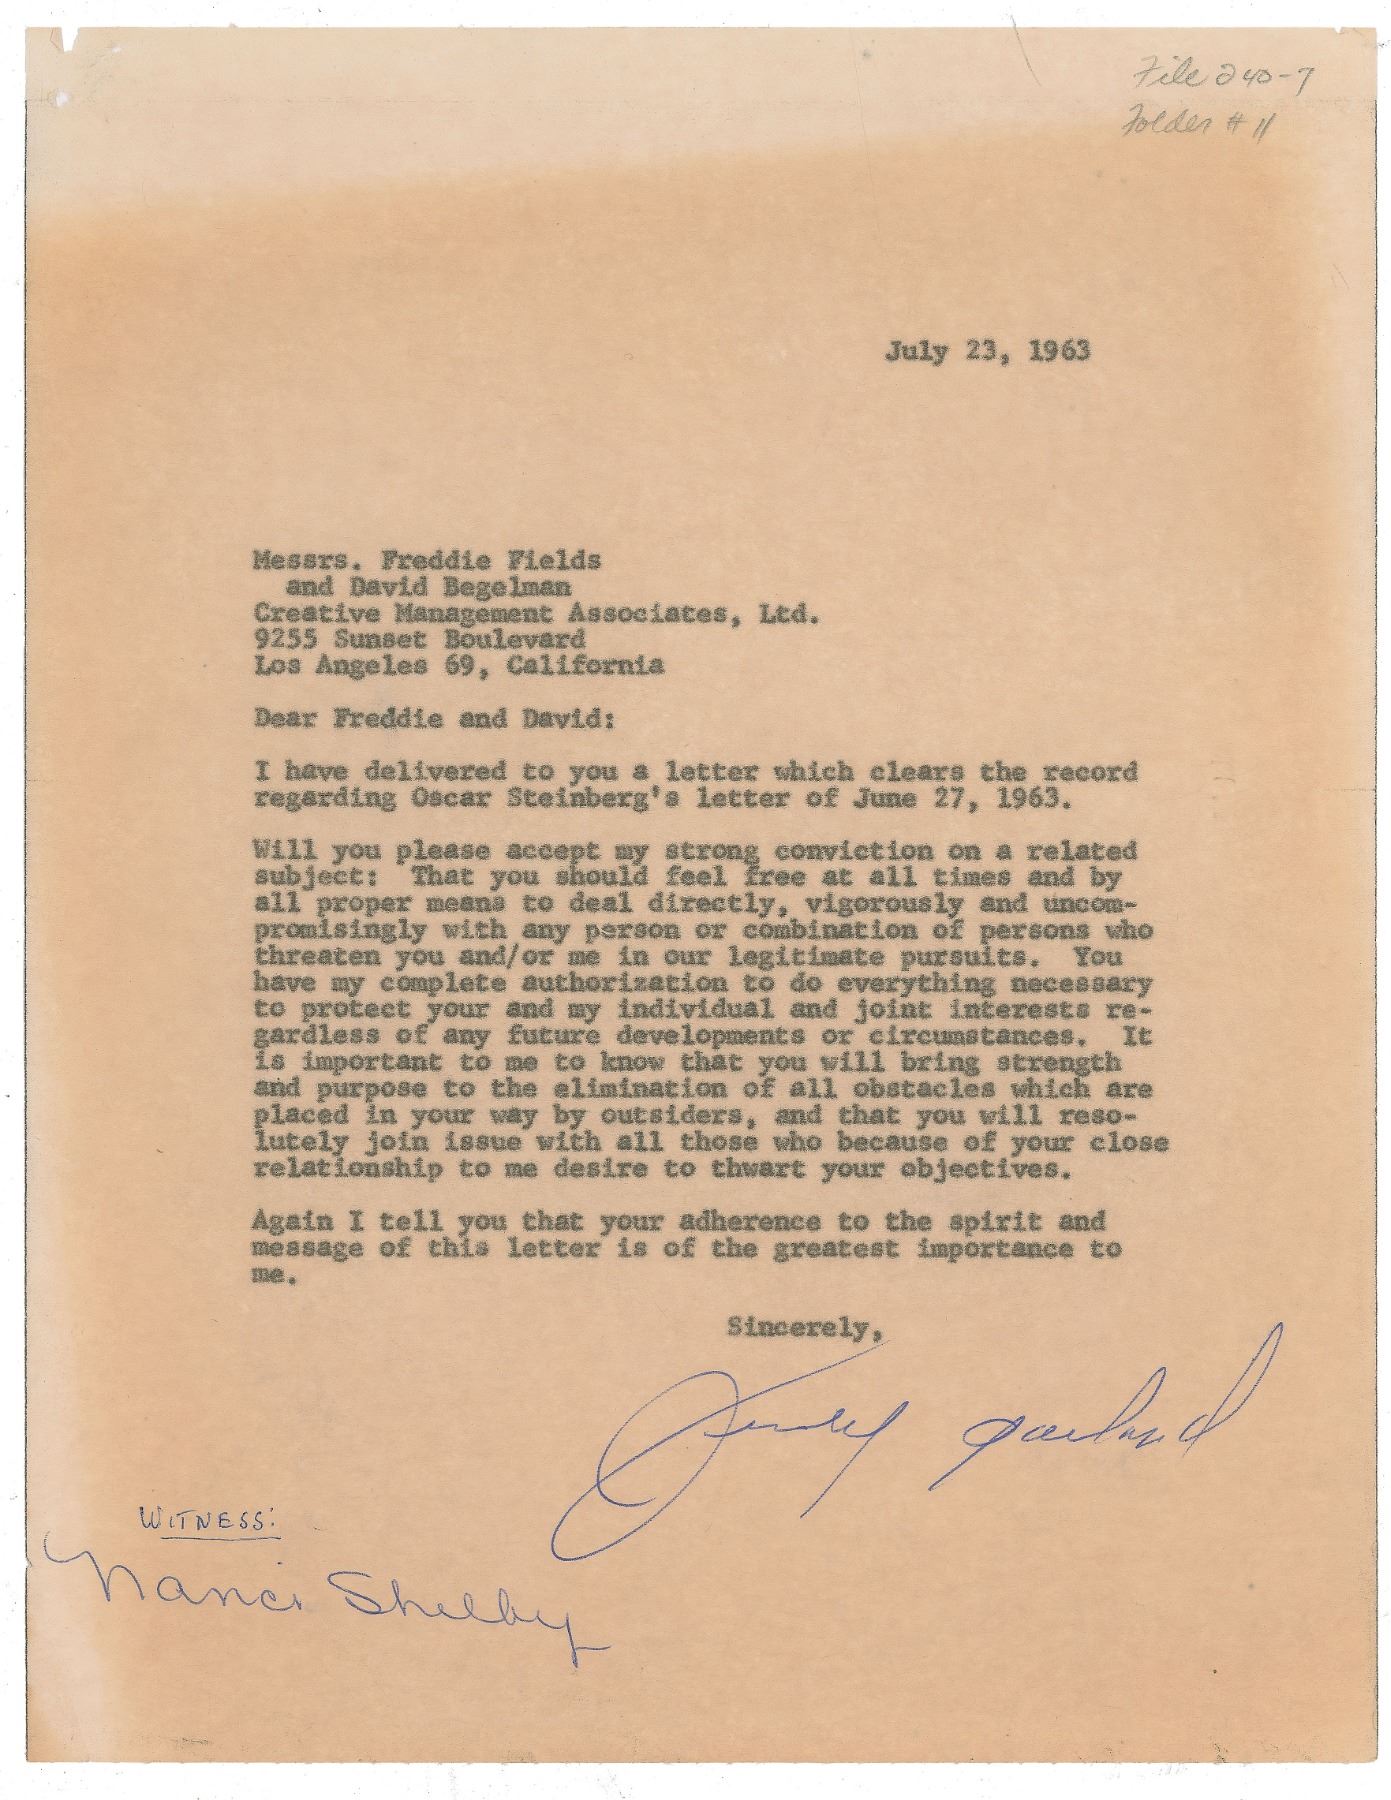 File 240-7
Folder # 11
July 23, 1963
Messrs. Freddie Fields
and David Begelman
Creative Management Associates, Ltd.
9255 Sunset Boulevard
Los Angeles 69, California
Dear Freddie and David:
I have delivered to you a letter which clears the record
regarding Oscar Steinberg's letter of June 27, 1963.
Will you please accept my strong conviction on a related
subject: That you should feel free at all times and by
all proper means to deal directly, vigorously and uncom-
promisingly with any person or combination of persons who
threaten you and/or me in our legitimate pursuits. You
have my complete authorization to do everything necessary
to protect your and my individual and joint interests re-
gardless of any future developments or circumstances. It
is important to me to know that you will bring strength
and purpose to the elimination of all obstacles which are
placed in your way by outsiders, and that you will reso-
lutely join issue with all those who because of your close
relationship to me desire to thwart your objectives.
Again I tell you that your adherence to the spirit and
message of this letter is of the greatest importance to
me.
Sincerely,
Judy Garland
WITNESS:
Nanci Shelby